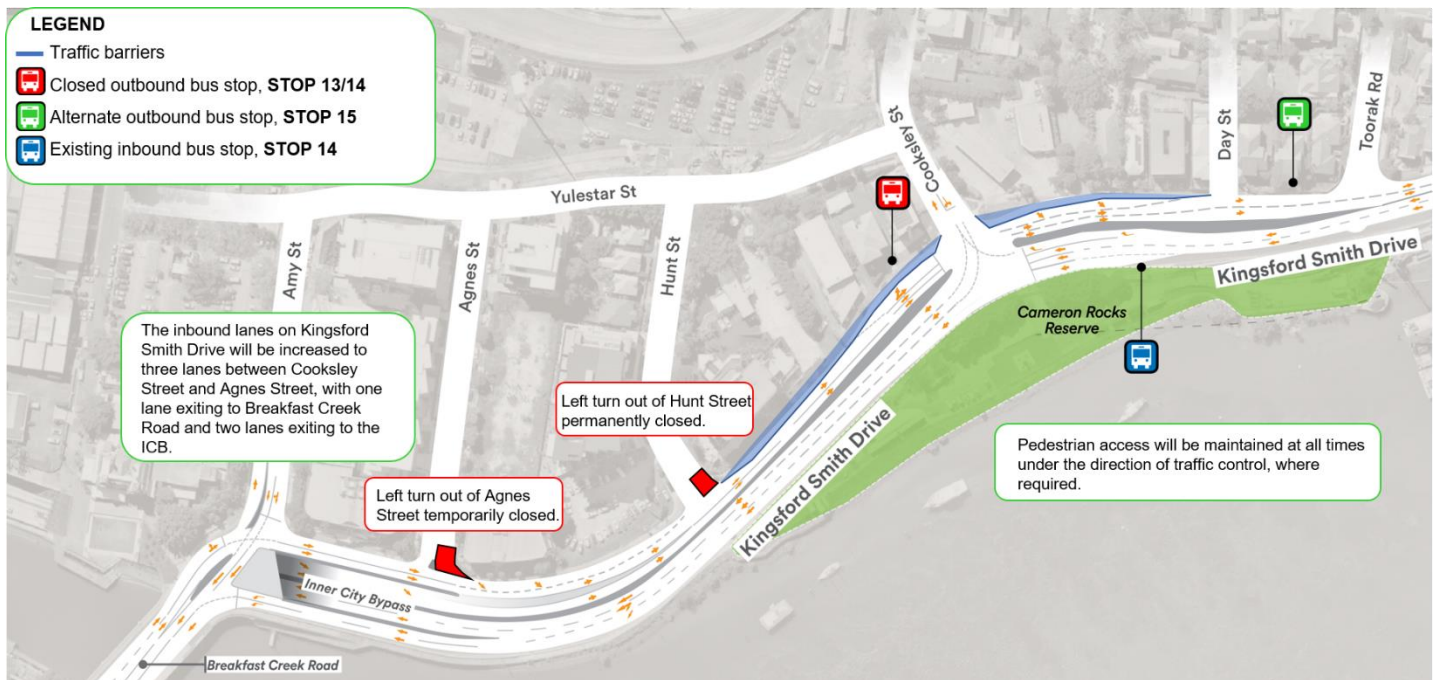 LEGEND
Traffic barriers
Closed outbound bus stop, STOP 13/14
Alternate outbound bus stop, STOP 15
Existing inbound bus stop, STOP 14
Cooksley St
Day St
Toorak Rd
Yulestar St
Amy St
Agnes St
Hunt St
Kingsford Smith Drive
Cameron Rocks
Reserve
The inbound lanes on Kingsford
Smith Drive will be increased to
three lanes between Cooksley
Street and Agnes Street, with one
lane exiting to Breakfast Creek
Road and two lanes exiting to the
ICB.
Left turn out of Hunt Street
permanently closed.
Left turn out of Agnes
Street temporarily closed.
Kingsford Smith Drive
Pedestrian access will be maintained at all times
under the direction of traffic control, where
required.
Inner City Bypass
Breakfast Creek Road